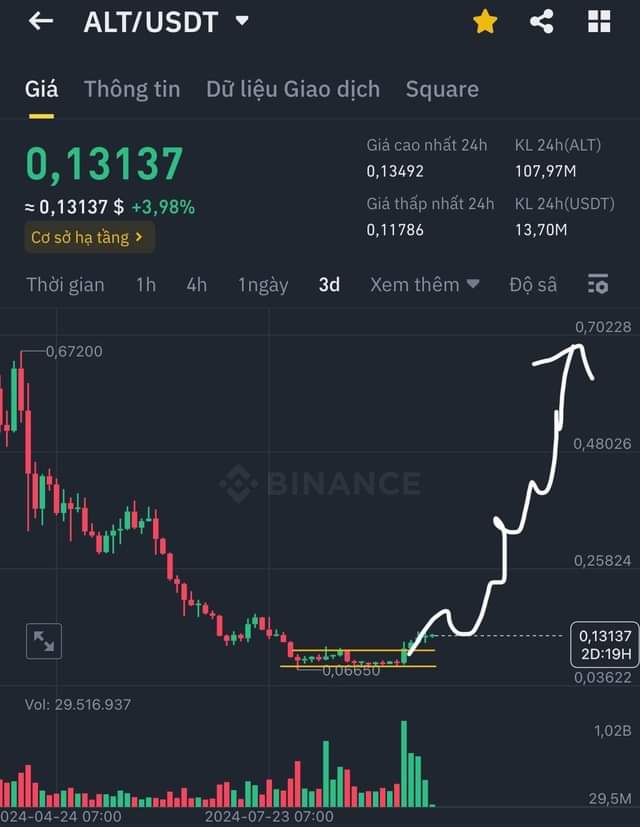 ALT/USDT
Giá Thông tin Dữ liệu Giao dịch Square
0,13137
≈ 0,13137 $ +3,98%
Cơ sở hạ tầng
Giá cao nhất 24h KL 24h(ALT)
0,13492 107,97M
Giá thấp nhất 24h KL 24h(USDT)
0,11786 13,70M
Thời gian 1h 4h 1ngày 3d Xem thêm Độ sâ
0,70228
0,67200
0,48026
BINANCE
0,25824
0,13137
2D:19H
0,06650
0,03622
Vol: 29.516.937
1,02B
29,5M
024-04-24 07:00 2024-07-23 07:00